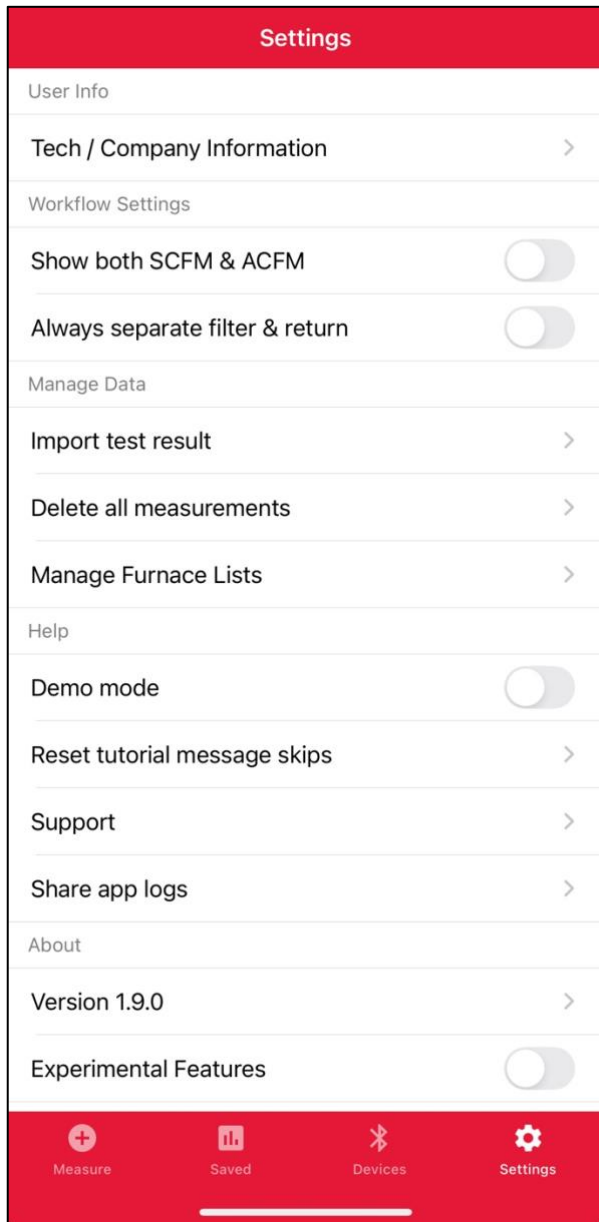 Settings
User Info
Tech / Company Information
Workflow Settings
Show both SCFM & ACFM
Always separate filter & return
Manage Data
Import test result
Delete all measurements
Manage Furnace Lists
Help
Demo mode
Reset tutorial message skips
Support
Share app logs
About
Version 1.9.0
Experimental Features
Measure Saved Devices Settings